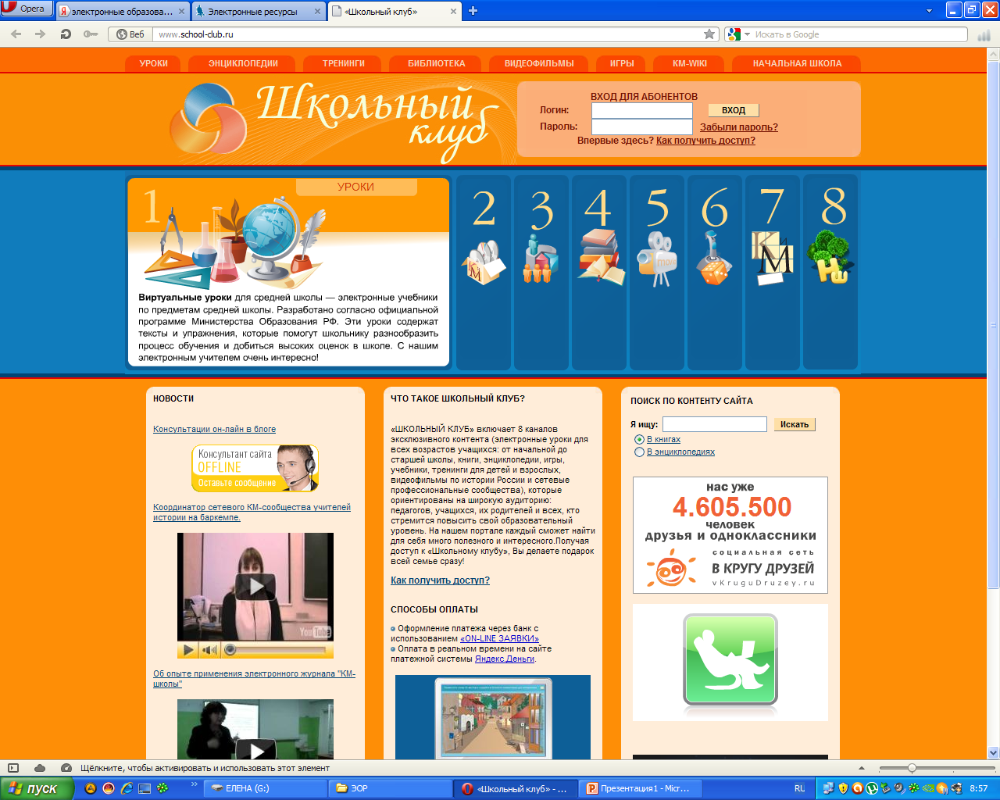 Opera
электронные образова...
Электронные ресурсы
«Школьный клуб»
Веб
www.school-club.ru
Искать в Google
УРОКИ
ЭНЦИКЛОПЕДИИ
ТРЕНИНГИ
БИБЛИОТЕКА
ВИДЕОФИЛЬМЫ
ИГРЫ
KM-WIKI
НАЧАЛЬНАЯ ШКОЛА
Школьный
клуб
ВХОД ДЛЯ АБОНЕНТОВ
Логин:
ВХОД
Пароль:
Забыли пароль?
Впервые здесь? Как получить доступ?
1
УРОКИ
Виртуальные уроки для средней школы — электронные учебники
по предметам средней школы. Разработано согласно официальной
программе Министерства Образования РФ. Эти уроки содержат
тексты и упражнения, которые помогут школьнику разнообразить
процесс обучения и добиться высоких оценок в школе. С нашим
электронным учителем очень интересно!
2
3
4
5
6
7
8
КМ
КМ
Нш
НОВОСТИ
Консультации он-лайн в блоге
Консультант сайта
OFFLINE
Оставьте сообщение
Координатор сетевого КМ-сообщества учителей
истории на баркемпе.
YouTube
Об опыте применения электронного журнала "КМ-
школы"
ЧТО ТАКОЕ ШКОЛЬНЫЙ КЛУБ?
«ШКОЛЬНЫЙ КЛУБ» включает 8 каналов
эксклюзивного контента (электронные уроки для
всех возрастов учащихся: от начальной до
старшей школы, книги, энциклопедии, игры,
учебники, тренинги для детей и взрослых,
видеофильмы по истории России и сетевые
профессиональные сообщества), которые
ориентированы на широкую аудиторию:
педагогов, учащихся, их родителей и всех, кто
стремится повысить свой образовательный
уровень. На нашем портале каждый сможет найти
для себя много полезного и интересного.Получая
доступ к «Школьному клубу», Вы делаете подарок
всей семье сразу!
Как получить доступ?
СПОСОБЫ ОПЛАТЫ
Оформление платежа через банк с
использованием «ON-LINE ЗАЯВКИ»
Оплата в реальном времени на сайте
платежной системы Яндекс.Деньги.
ПОИСК ПО КОНТЕНТУ САЙТА
Я ищу:
Искать
В книгах
В энциклопедиях
нас уже
4.605.500
человек
друзья и одноклассники
социальная сеть
В КРУГУ ДРУЗЕЙ
vKruguDruzey.ru
Щёлкните, чтобы активировать и использовать этот элемент
пуск
ЕЛЕНА (G:)
ЭОР
«Школьный клуб» - ...
Презентация1 - Micr...
RU
8:57